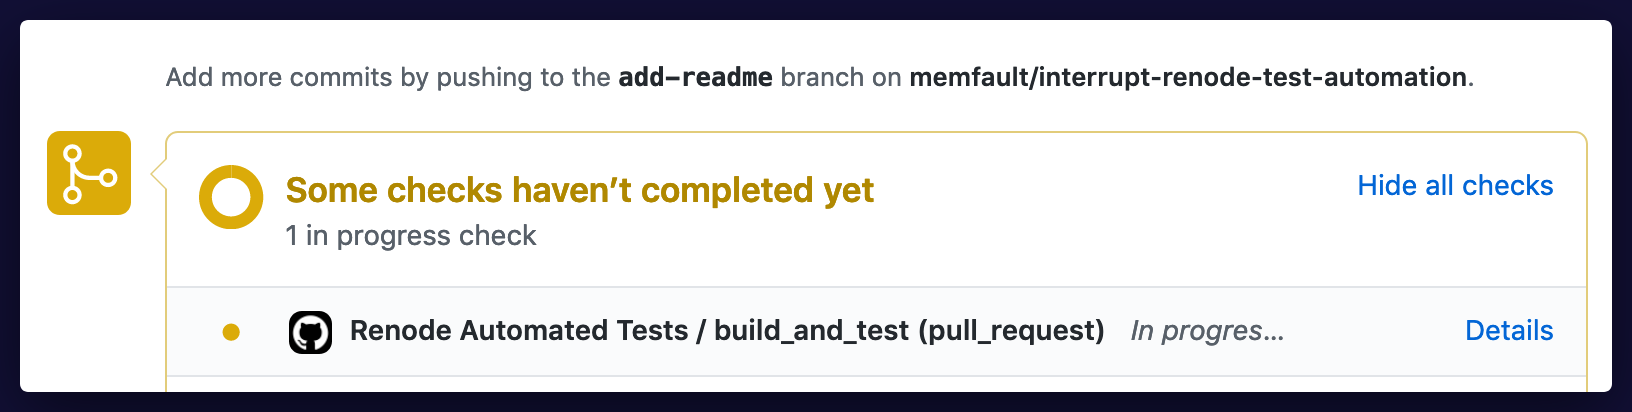 Add more commits by pushing to the add-readme branch on memfault/interrupt-renode-test-automation.
Some checks haven’t completed yet
Hide all checks
1 in progress check
Renode Automated Tests / build_and_test (pull_request) In progres...
Details